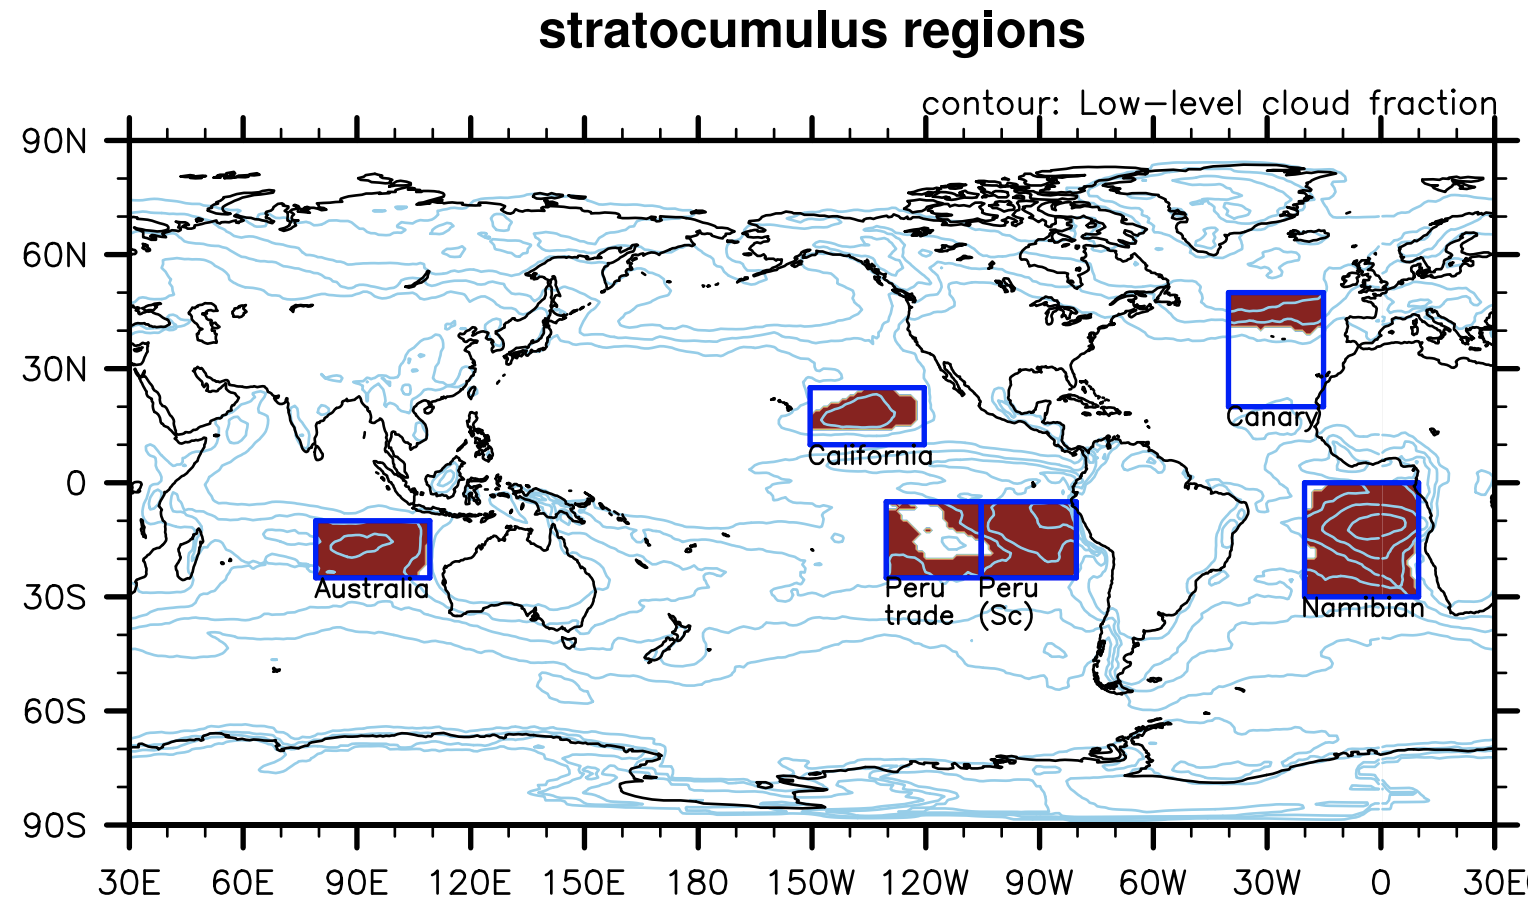 stratocumulus regions
contour: Low-level cloud fraction
90N
60N
30N
0
30S
60S
90S
Canary
California
Australia
Peru
trade
Peru
(Sc)
Namibian
30E 60E 90E 120E 150E 180 150W 120W 90W 60W 30W 0 30E